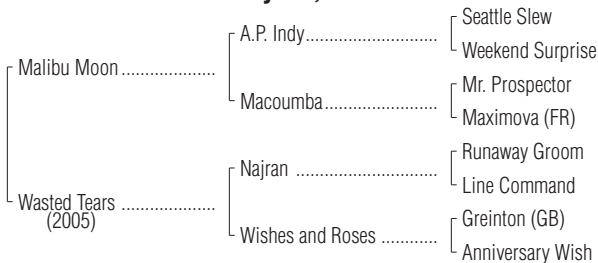 Seattle Slew
A.P. Indy
Weekend Surprise
Malibu Moon
Mr. Prospector
Macoumba
Maximova (FR)
Runaway Groom
Najran
Line Command
Wasted Tears
(2005)
Greinton (GB)
Wishes and Roses
Anniversary Wish